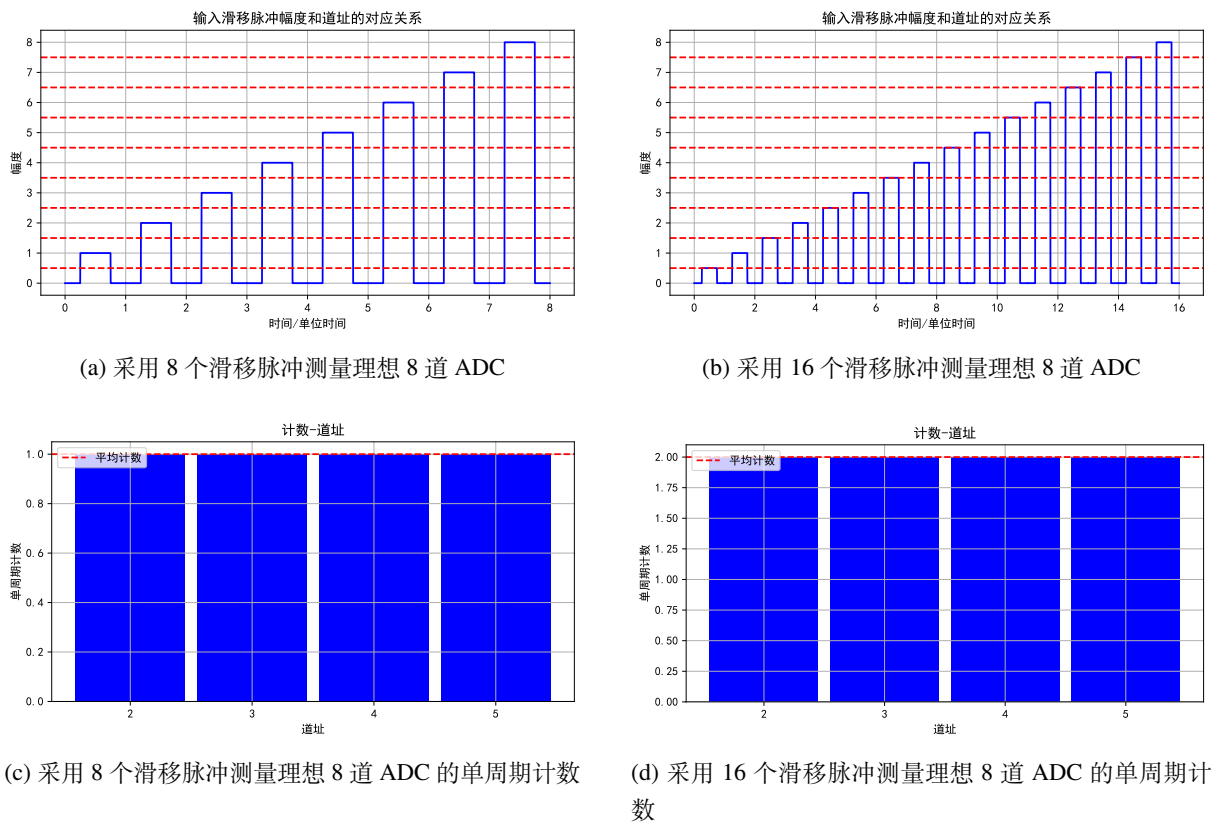 输入滑移脉冲幅度和道址的对应关系
8
7
6
5
4
3
2
1
0
幅度
0 1 2 3 4 5 6 7 8
时间/单位时间
(a) 采用 8 个滑移脉冲测量理想 8 道 ADC
输入滑移脉冲幅度和道址的对应关系
8
7
6
5
4
3
2
1
0
幅度
0 2 4 6 8 10 12 14 16
时间/单位时间
(b) 采用 16 个滑移脉冲测量理想 8 道 ADC
计数-道址
平均计数
1.0
0.8
0.6
0.4
0.2
0.0
单周期计数
2 3 4 5
道址
(c) 采用 8 个滑移脉冲测量理想 8 道 ADC 的单周期计数
计数-道址
平均计数
2.00
1.75
1.50
1.25
1.00
0.75
0.50
0.25
0.00
单周期计数
2 3 4 5
道址
(d) 采用 16 个滑移脉冲测量理想 8 道 ADC 的单周期计
数